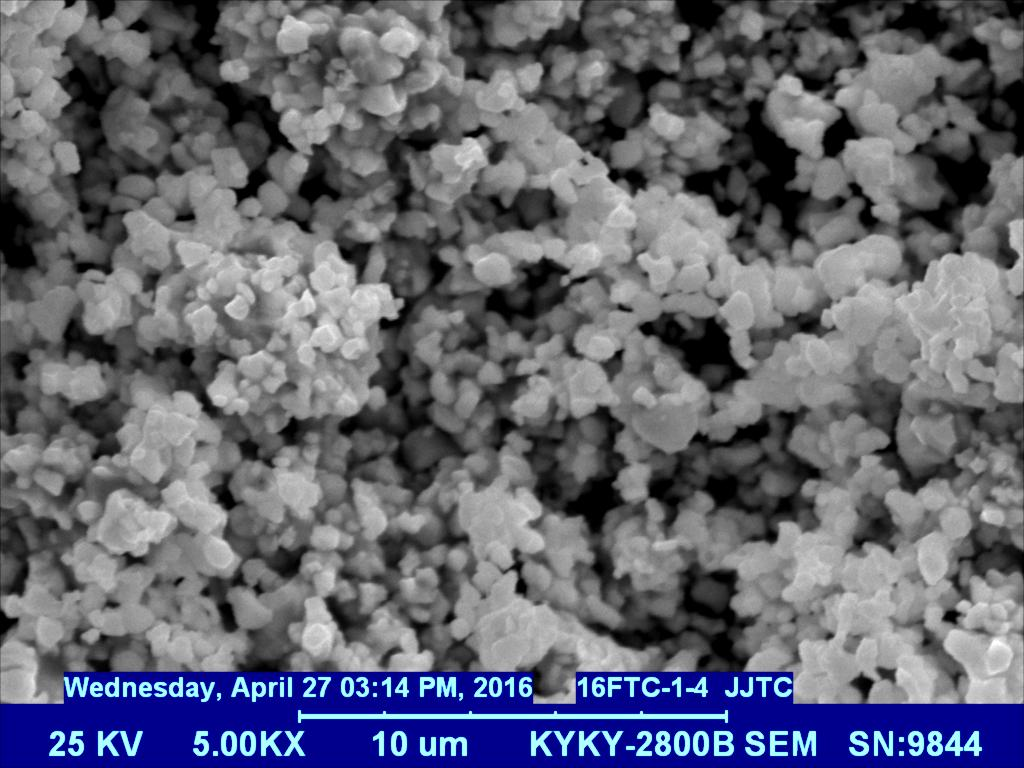 Wednesday, April 27 03:14 PM, 2016 16FTC-1-4 JJTC
25 KV 5.00KX 10 um KYKY-2800B SEM SN:9844